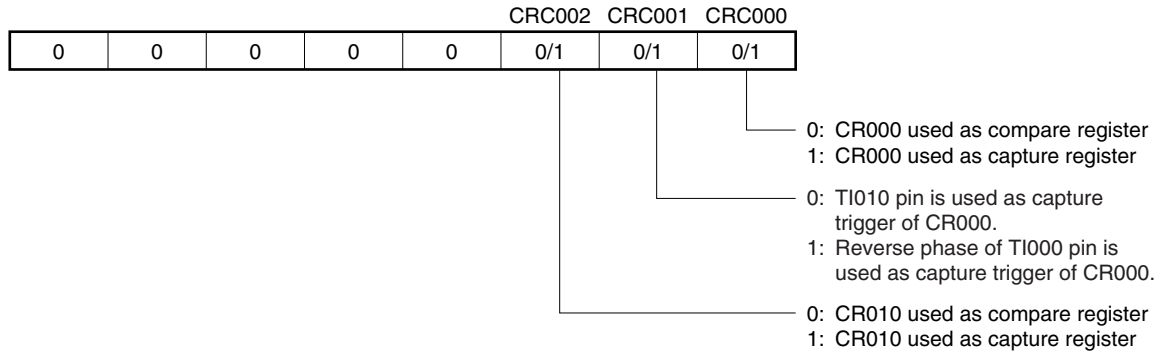 CRC002 CRC001 CRC000
0 0 0 0 0 0/1 0/1 0/1
0: CR000 used as compare register
1: CR000 used as capture register
0: TI010 pin is used as capture
trigger of CR000.
1: Reverse phase of TI000 pin is
used as capture trigger of CR000.
0: CR010 used as compare register
1: CR010 used as capture register